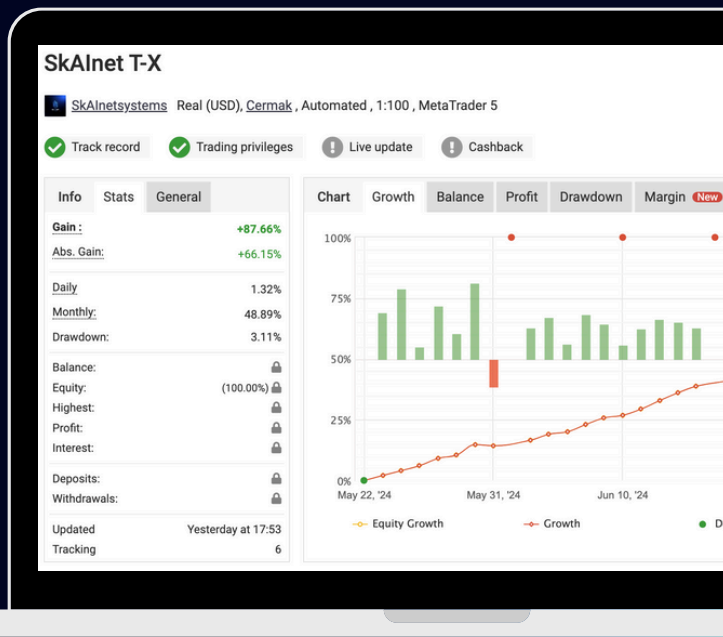 SkAInet T-X
SkAInetsystems Real (USD), Cermak , Automated , 1:100 , MetaTrader 5
Track record Trading privileges Live update Cashback
Info Stats General
Gain : +87.66%
Abs. Gain: +66.15%
Daily 1.32%
Monthly: 48.89%
Drawdown: 3.11%
Balance:
Equity: (100.00%)
Highest:
Profit:
Interest:
Deposits:
Withdrawals:
Updated Yesterday at 17:53
Tracking 6
Chart Growth Balance Profit Drawdown Margin New
100%
75%
50%
25%
0%
May 22, '24 May 31, '24 Jun 10, '24
Equity Growth Growth D